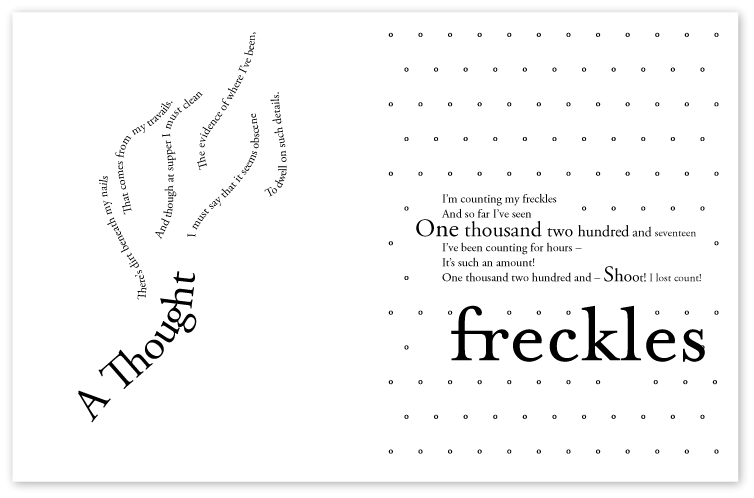 There's dirt beneath my nails
That comes from my travails.
And though at supper I must clean
The evidence of where I've been,
I must say that it seems obscene
To dwell on such details.
A Thought
I'm counting my freckles
And so far I've seen
One thousand two hundred and seventeen
I've been counting for hours –
It's such an amount!
One thousand two hundred and – Shoot! I lost count!
freckles